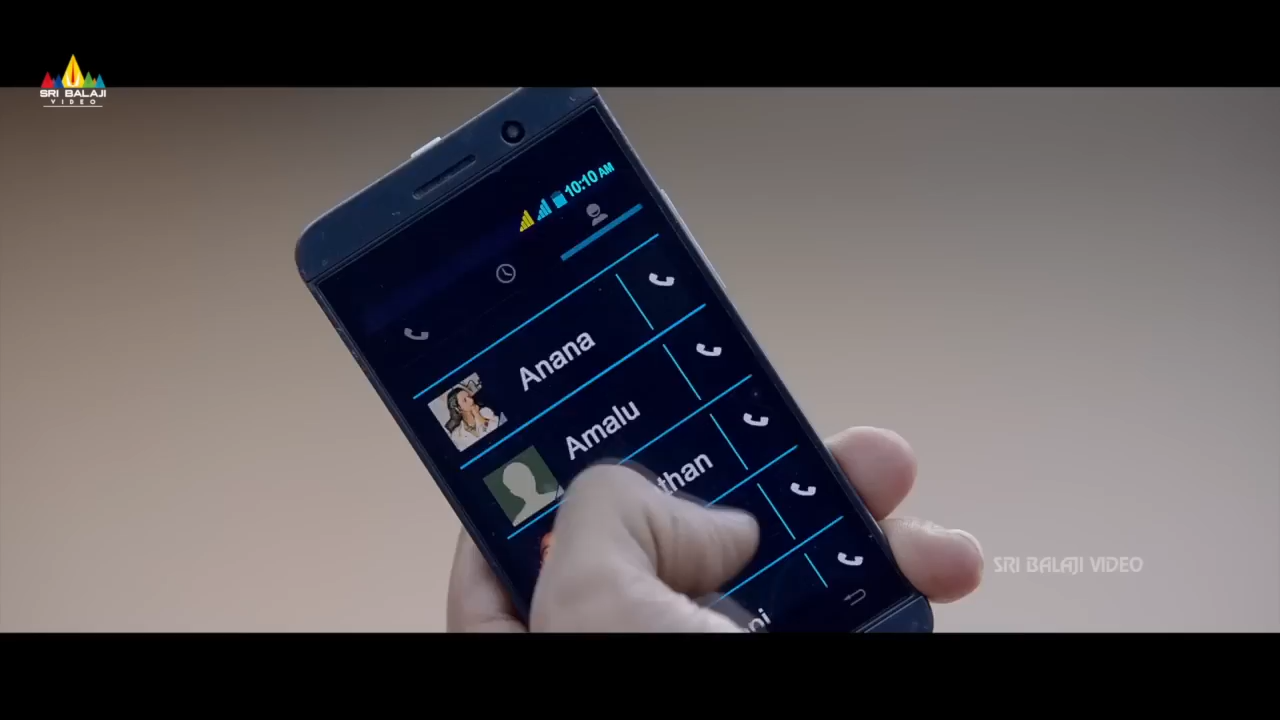 SRI BALAJI
VIDEO
10:10 AM
Anana
Amalu
SRI BALAJI VIDEO